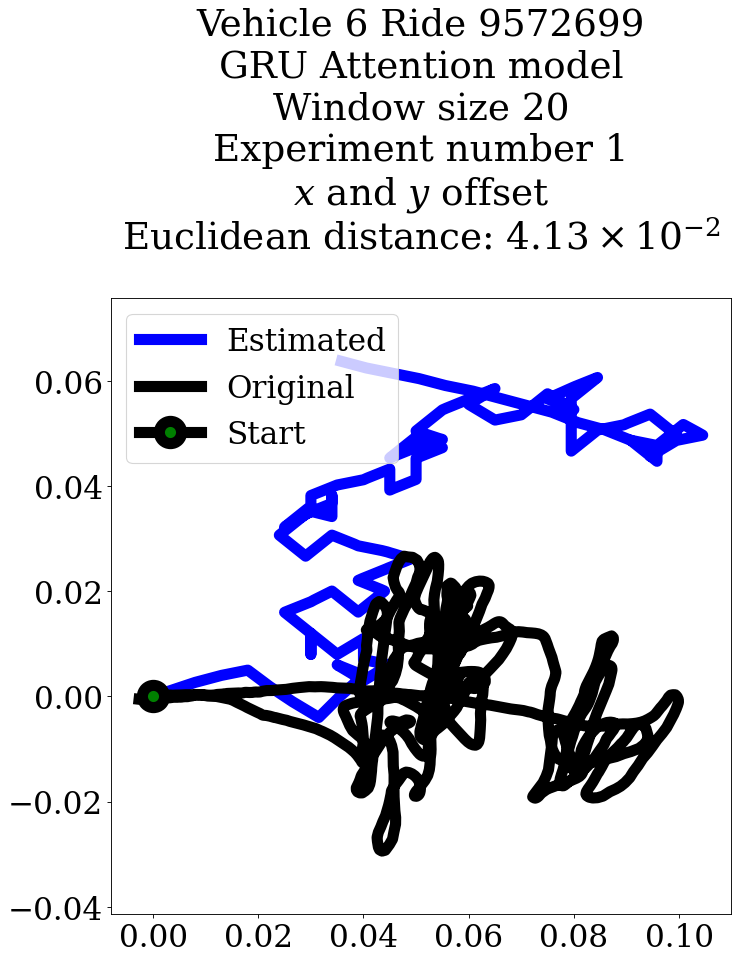 Vehicle 6 Ride 9572699
GRU Attention model
Window size 20
Experiment number 1
x and y offset
Euclidean distance: 4.13 × 10⁻²
Estimated
Original
Start
0.06
0.04
0.02
0.00
−0.02
−0.04
0.00 0.02 0.04 0.06 0.08 0.10